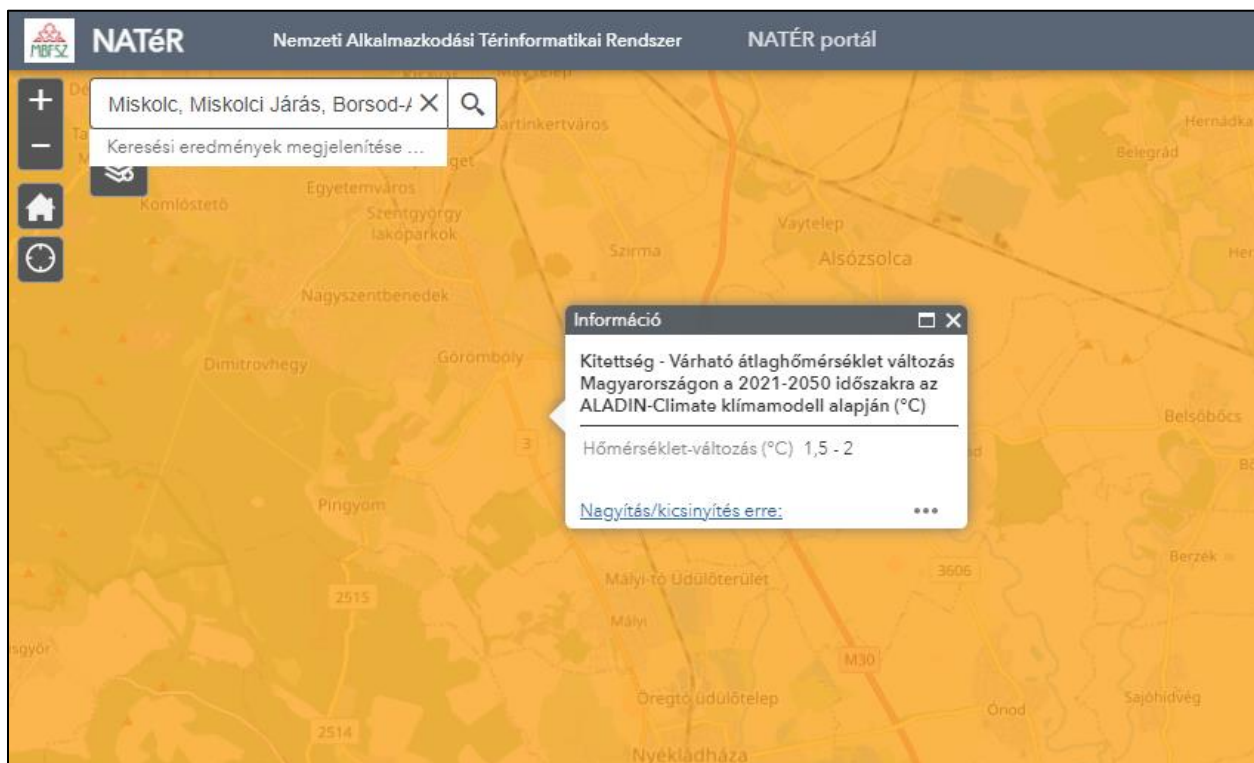 MBFSZ
NATéR
Nemzeti Alkalmazkodási Térinformatikai Rendszer
NATÉR portál
+
Miskolc, Miskolci Járás, Borsod-A
Keresési eredmények megjelenítése ...
−
artinkertváros
Hernádka
Belegrád
Egyetemváros
Komlóstető
Szentgyörgy
lakóparkok
Vaytelep
Szirma
Alsózsolca
Her
Nagyszentbenedek
Információ
Kitettség - Várható átlaghőmérséklet változás
Magyarországon a 2021-2050 időszakra az
ALADIN-Climate klímamodell alapján (°C)
Hőmérséklet-változás (°C) 1,5 - 2
Nagyítás/kicsinyítés erre:
•••
Görömböly
Dimitrovhegy
Belsőbőcs
3
Pingyom
Berzék
Mályi-tó Üdülőterület
3606
2515
Mályi
M30
Öregtó üdülőtelep
Ónod
Sajóhídvég
2514
Nyékládháza